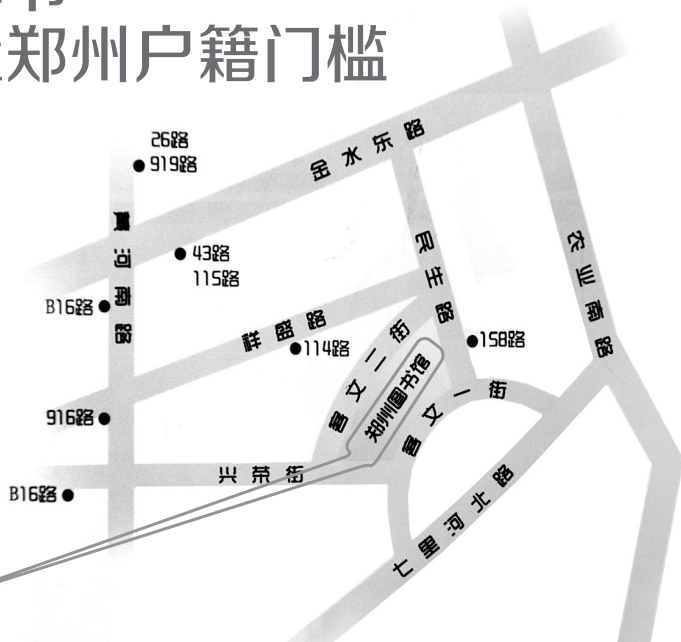 郑州户籍门槛
26路
919路
金水东路
黄河南路
43路
115路
民生路
农业南路
B16路
祥盛路
114路
158路
商文二街
郑州图书馆
商文一街
916路
兴荣街
B16路
七里河北路